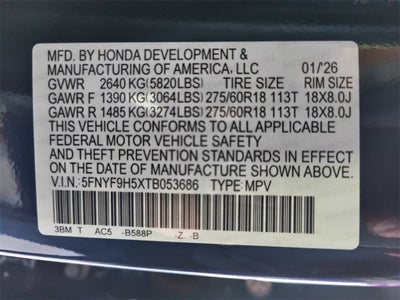 MFD. BY HONDA DEVELOPMENT &
MANUFACTURING OF AMERICA, LLC 01/26
GVWR 2640 KG(5820LBS) TIRE SIZE RIM SIZE
GAWR F 1390 KG(3064LBS) 275/60R18 113T 18X8.0J
GAWR R 1485 KG(3274LBS) 275/60R18 113T 18X8.0J
THIS VEHICLE CONFORMS TO ALL APPLICABLE
FEDERAL MOTOR VEHICLE SAFETY
AND THEFT PREVENTION STANDARDS IN EFFECT
ON THE DATE OF MANUFACTURE SHOWN ABOVE.
V.I.N.: 5FNYF9H5XTB053686 TYPE: MPV
3BM T AC5 -B588P -Z -B